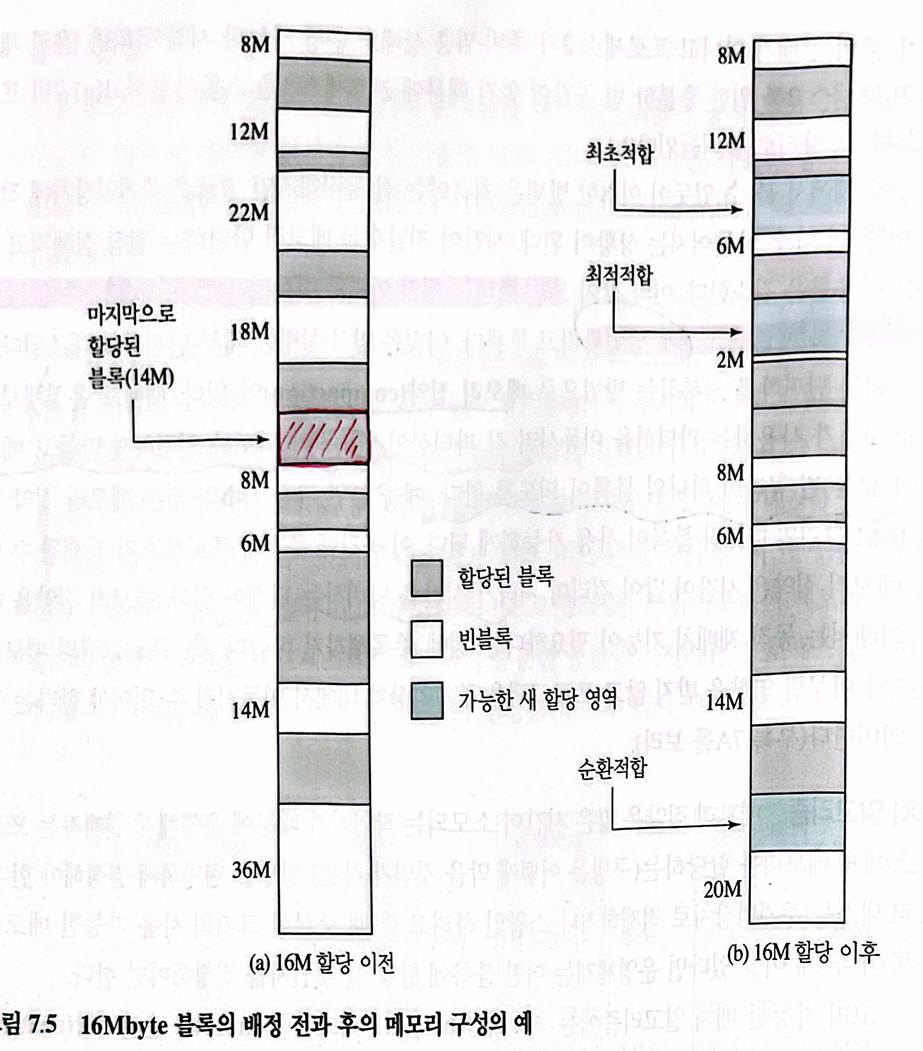 8M
12M
22M
18M
마지막으로
할당된
블록(14M)
8M
6M
14M
36M
(a) 16M 할당 이전
할당된 블록
빈블록
가능한 새 할당 영역
8M
12M
최초적합
6M
최적적합
2M
8M
6M
14M
순환적합
20M
(b) 16M 할당 이후
7.5 16Mbyte 블록의 배정 전과 후의 메모리 구성의 예